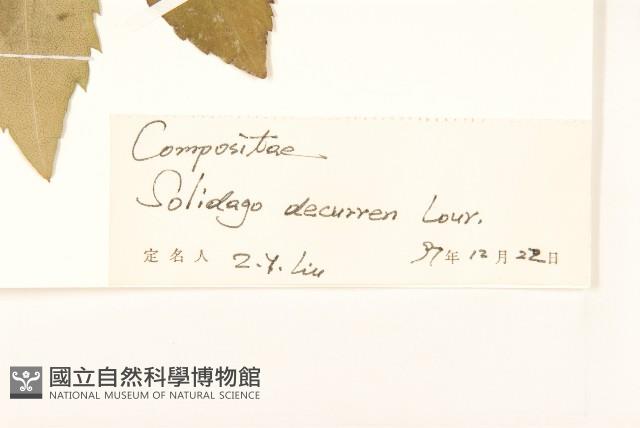 Compositae
Solidago decurren Lour.
定名人 Z.Y. Liu 97年12月22日
國立自然科學博物館
NATIONAL MUSEUM OF NATURAL SCIENCE